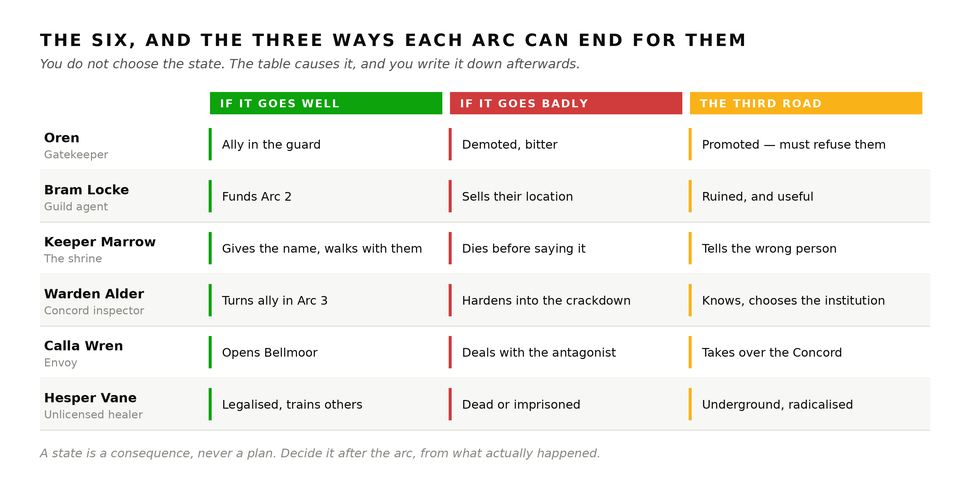 THE SIX, AND THE THREE WAYS EACH ARC CAN END FOR THEM
You do not choose the state. The table causes it, and you write it down afterwards.
IF IT GOES WELL IF IT GOES BADLY THE THIRD ROAD
Oren
Gatekeeper
Ally in the guard
Demoted, bitter
Promoted — must refuse them
Bram Locke
Guild agent
Funds Arc 2
Sells their location
Ruined, and useful
Keeper Marrow
The shrine
Gives the name, walks with them
Dies before saying it
Tells the wrong person
Warden Alder
Concord inspector
Turns ally in Arc 3
Hardens into the crackdown
Knows, chooses the institution
Calla Wren
Envoy
Opens Bellmoor
Deals with the antagonist
Takes over the Concord
Hesper Vane
Unlicensed healer
Legalised, trains others
Dead or imprisoned
Underground, radicalised
A state is a consequence, never a plan. Decide it after the arc, from what actually happened.